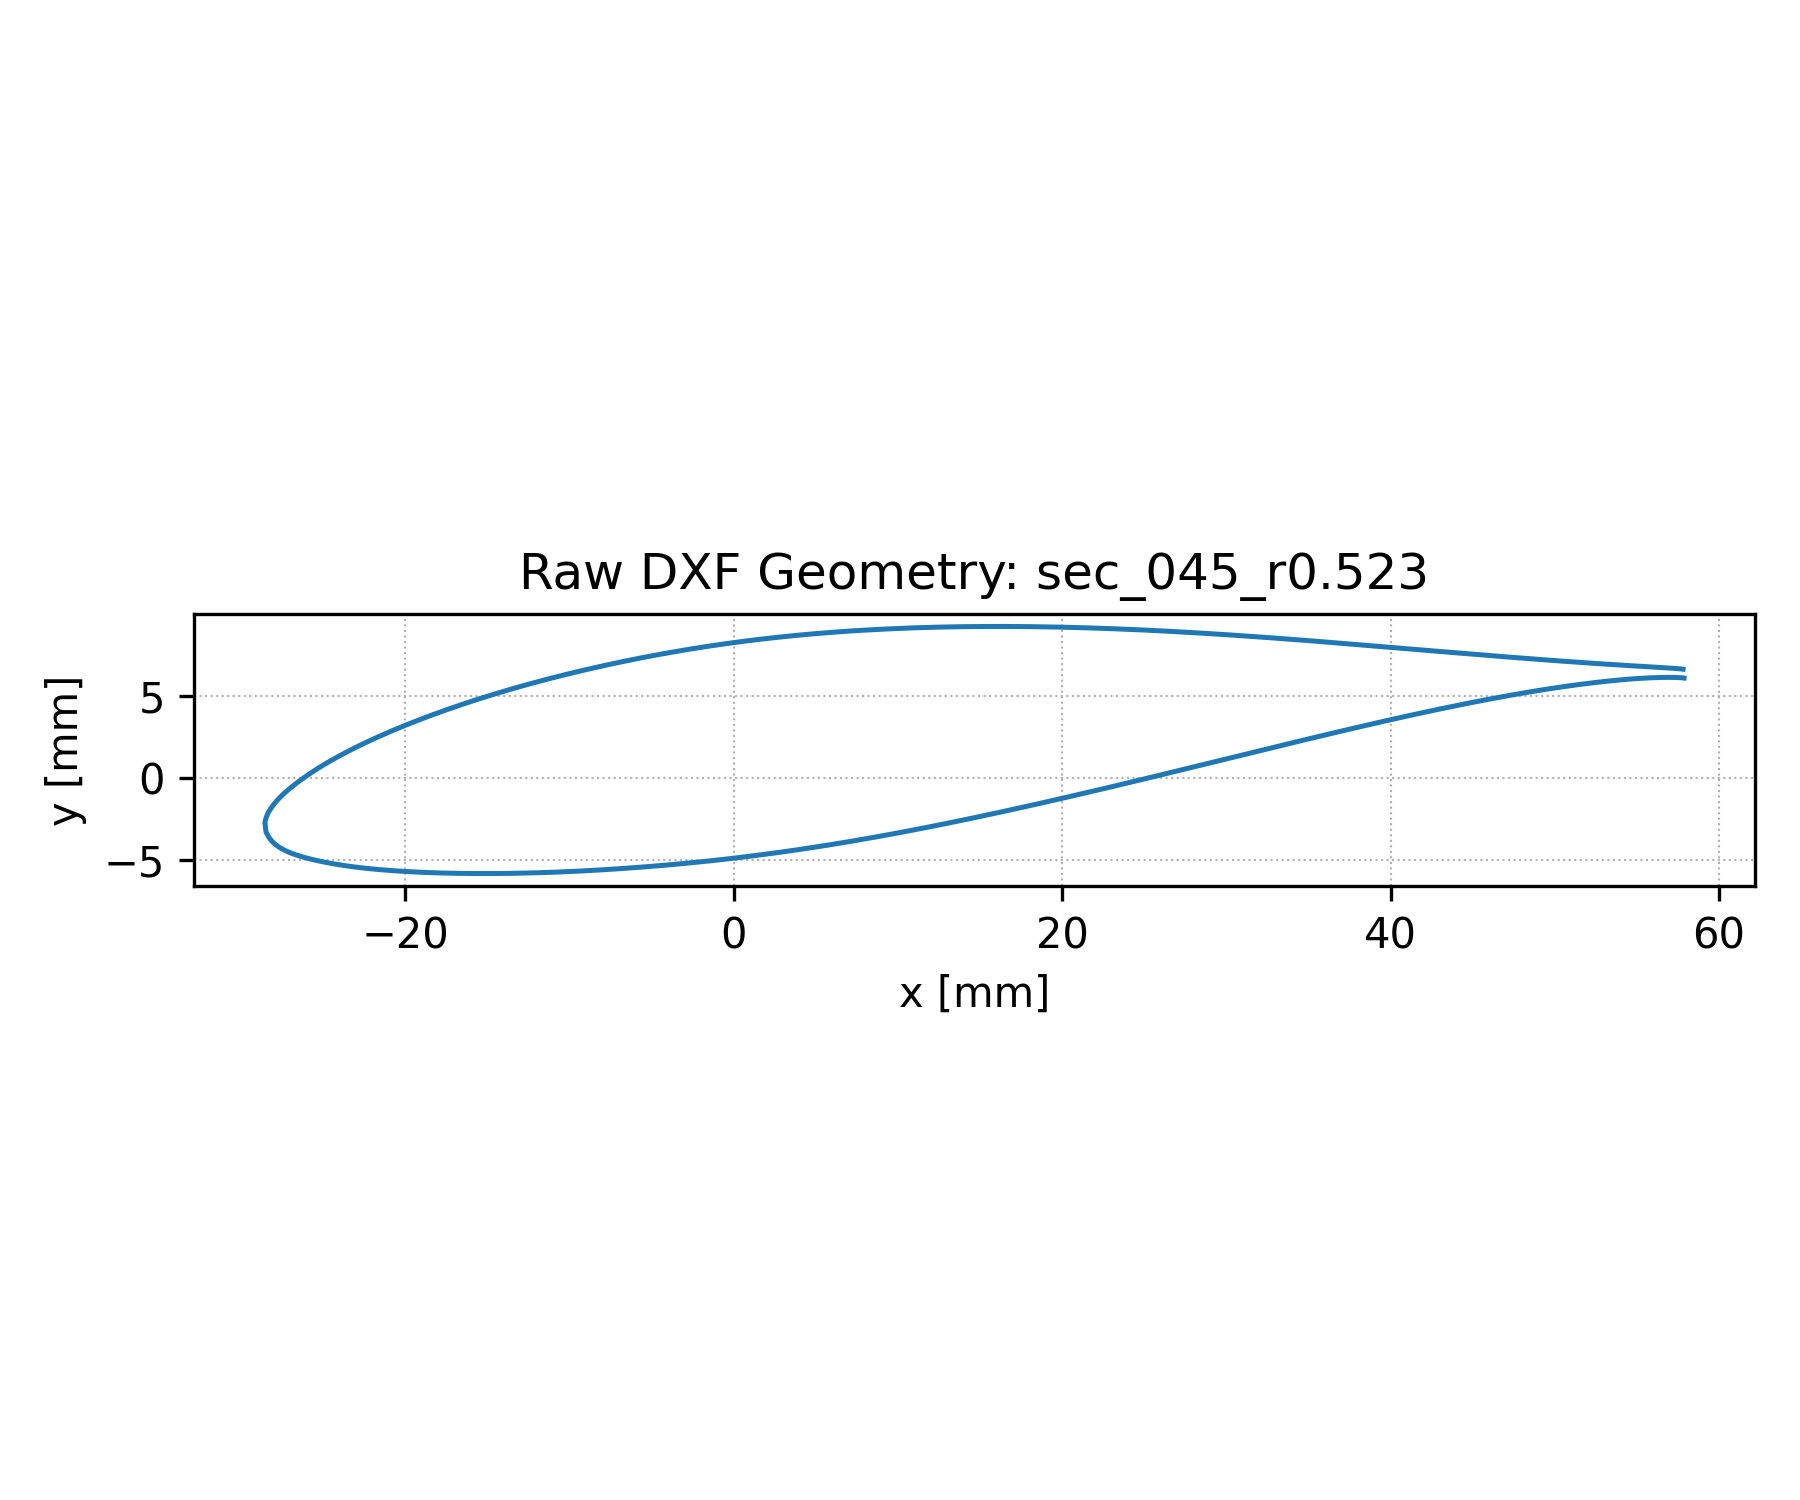 Raw DXF Geometry: sec_045_r0.523
y [mm]
5
0
−5
−20 0 20 40 60
x [mm]